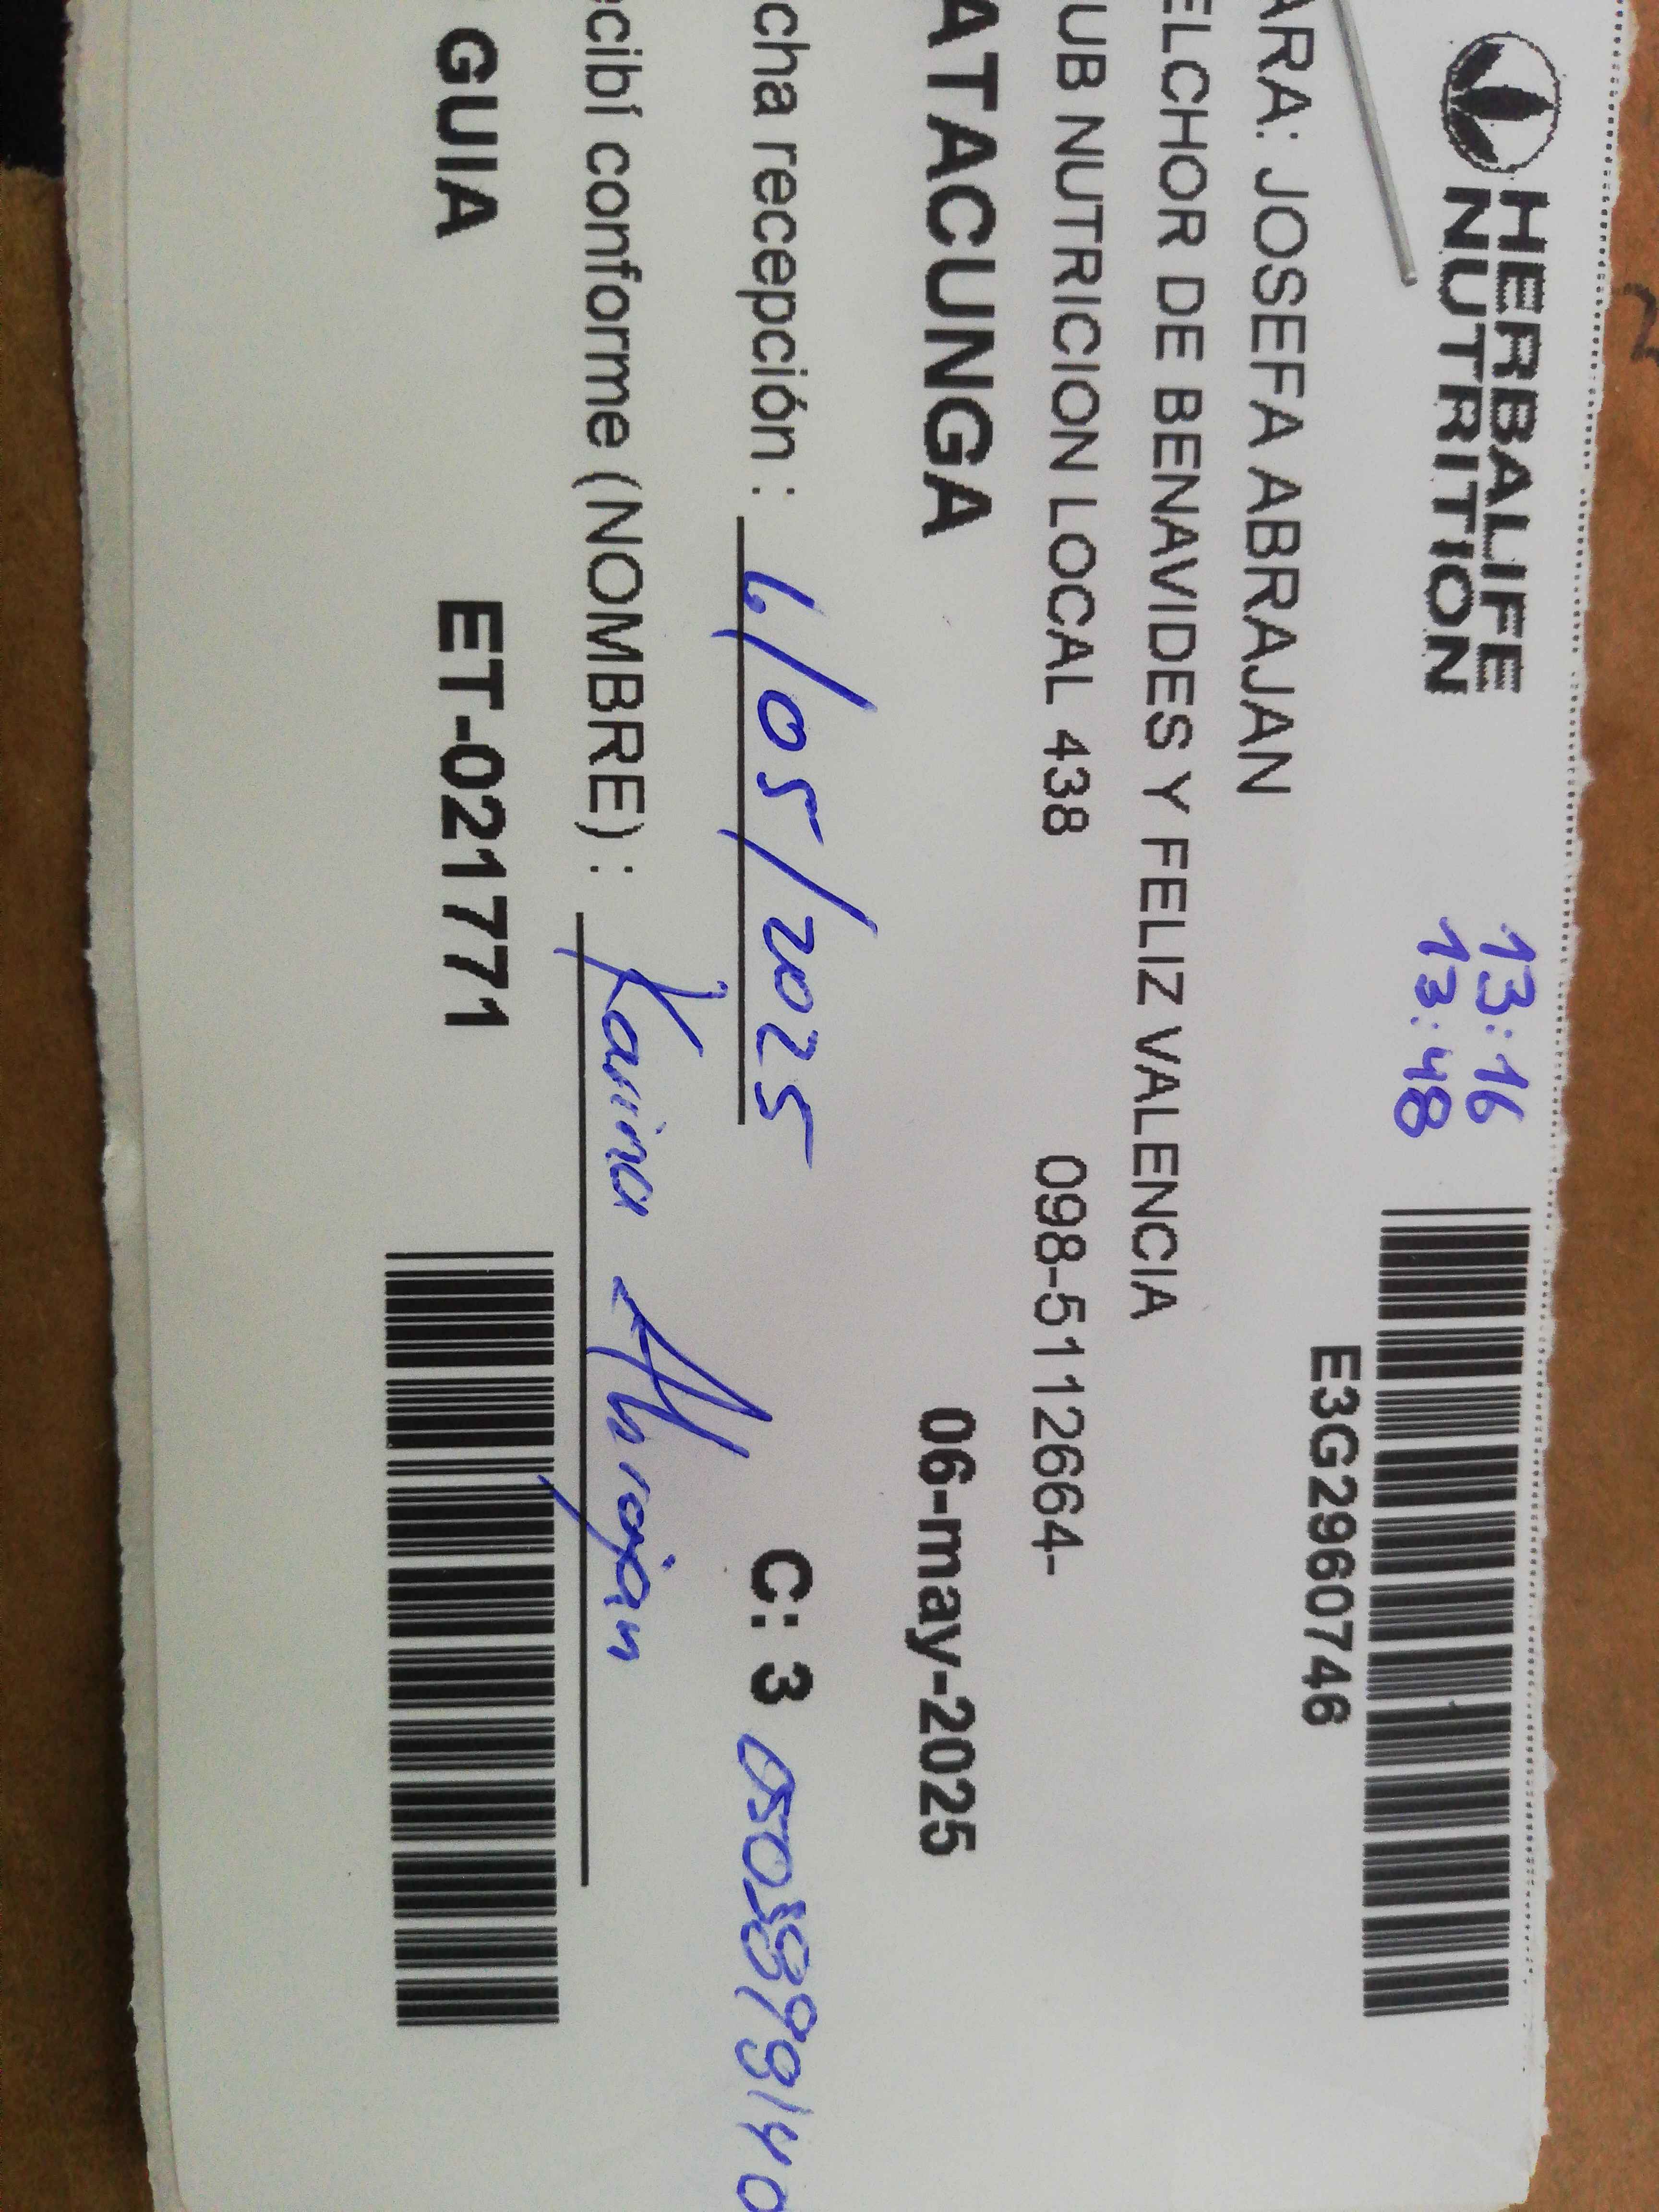 HERBALIFE
NUTRITION
13:16
13:48
E3G2960746
ARA: JOSEFA ABRAJAN
ELCHOR DE BENAVIDES Y FELIZ VALENCIA
UB NUTRICION LOCAL 438 098-5112664-
ATACUNGA 06-may-2025
cha recepción : 6/05/2025 C: 3
ecibí conforme (NOMBRE) : Karina Abrajan
GUIA ET-021771